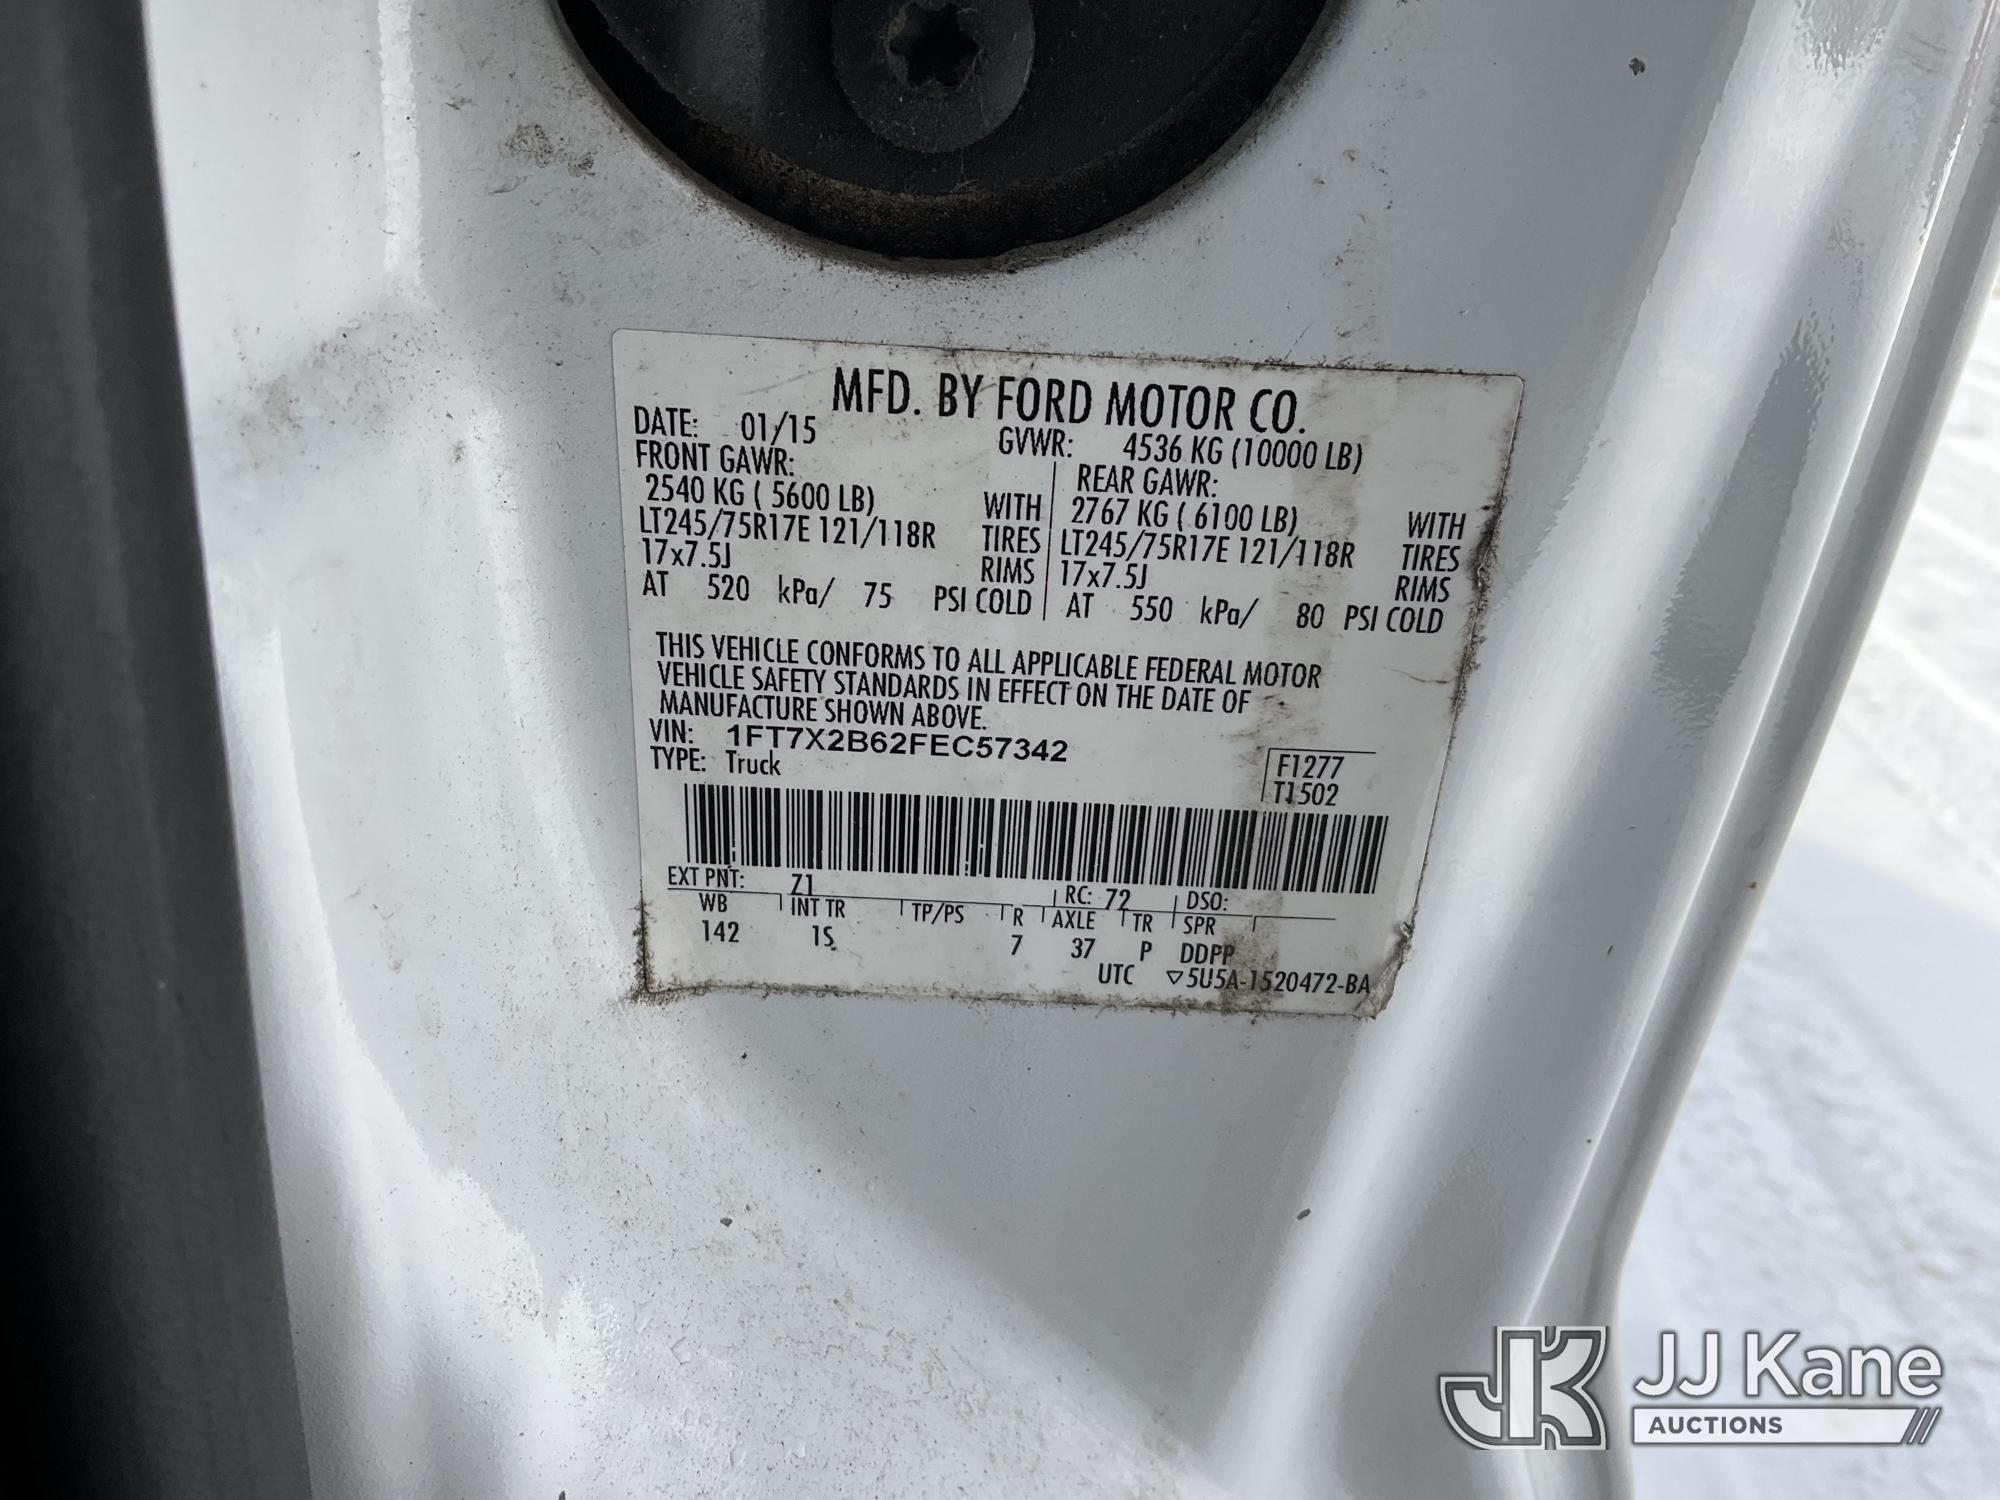 MFD. BY FORD MOTOR CO.
DATE: 01/15 GVWR: 4536 KG (10000 LB)
FRONT GAWR: REAR GAWR:
2540 KG ( 5600 LB) WITH 2767 KG ( 6100 LB) WITH
LT245/75R17E 121/118R TIRES LT245/75R17E 121/118R TIRES
17x7.5J RIMS 17x7.5J RIMS
AT 520 kPa/ 75 PSI COLD AT 550 kPa/ 80 PSI COLD
THIS VEHICLE CONFORMS TO ALL APPLICABLE FEDERAL MOTOR
VEHICLE SAFETY STANDARDS IN EFFECT ON THE DATE OF
MANUFACTURE SHOWN ABOVE.
VIN: 1FT7X2B62FEC57342
TYPE: Truck
F1277
T1502
EXT PNT: Z1 RC: 72 DSO:
WB INT TR TP/PS R AXLE TR SPR
142 1S 7 37 P DDPP
UTC ▽5U5A-1520472-BA
JK JJ Kane
AUCTIONS